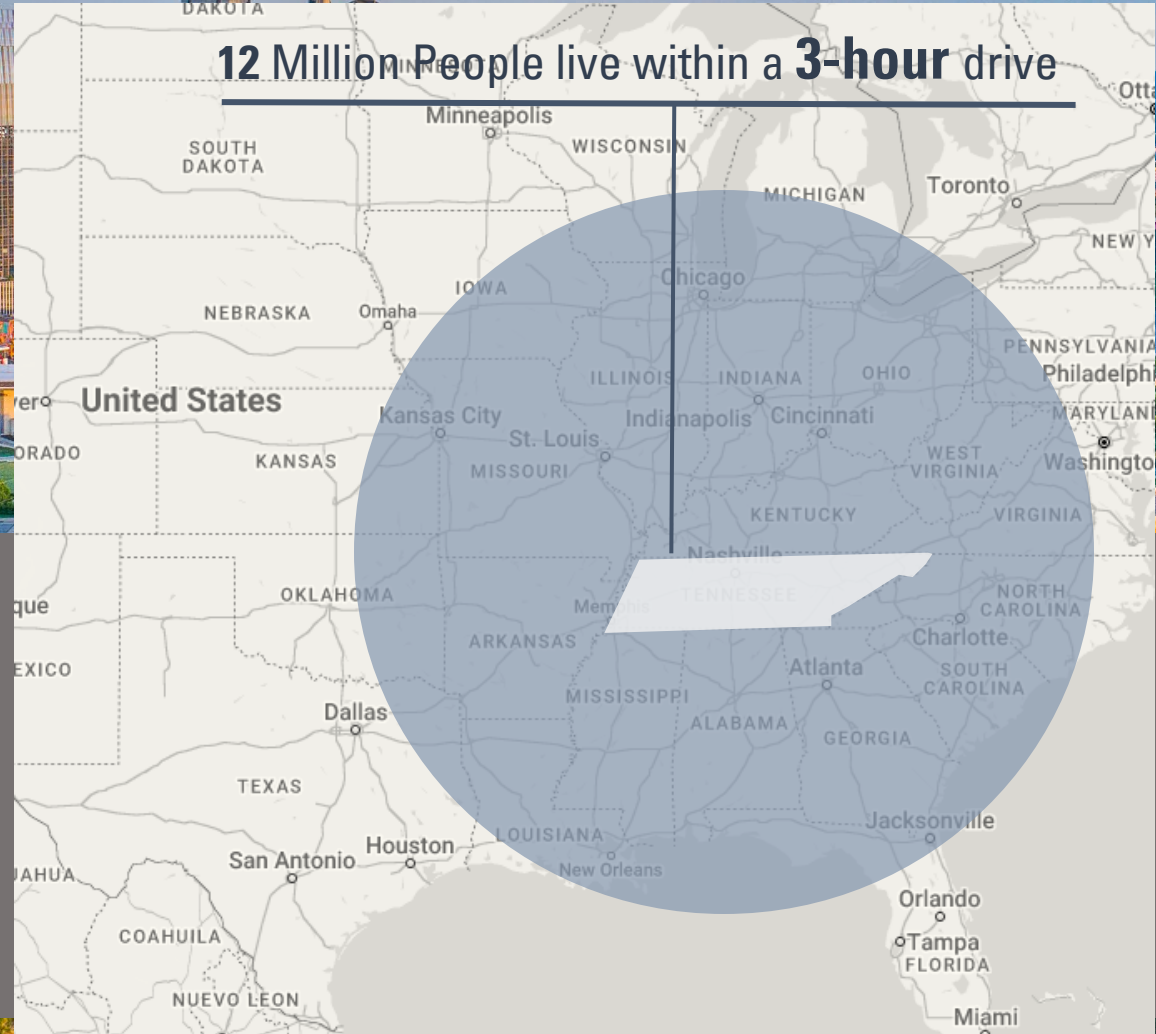 DAKOTA
12 Million People live within a 3-hour drive
MINNESOTA
Minneapolis
Otta
WISCONSIN
SOUTH
DAKOTA
MICHIGAN
Toronto
NEW Y
Chicago
IOWA
NEBRASKA
Omaha
PENNSYLVANIA
Philadelphi
ILLINOIS
INDIANA
OHIO
ver
United States
Kansas City
Indianapolis
Cincinnati
MARYLAN
St. Louis
ORADO
KANSAS
MISSOURI
WEST
VIRGINIA
Washingto
KENTUCKY
VIRGINIA
Nashville
TENNESSEE
OKLAHOMA
que
Memphis
NORTH
CAROLINA
ARKANSAS
Charlotte
EXICO
Atlanta
SOUTH
CAROLINA
MISSISSIPPI
Dallas
ALABAMA
GEORGIA
TEXAS
Jacksonville
LOUISIANA
Houston
San Antonio
New Orleans
UAHUA
Orlando
COAHUILA
Tampa
FLORIDA
NUEVO LEON
Miami